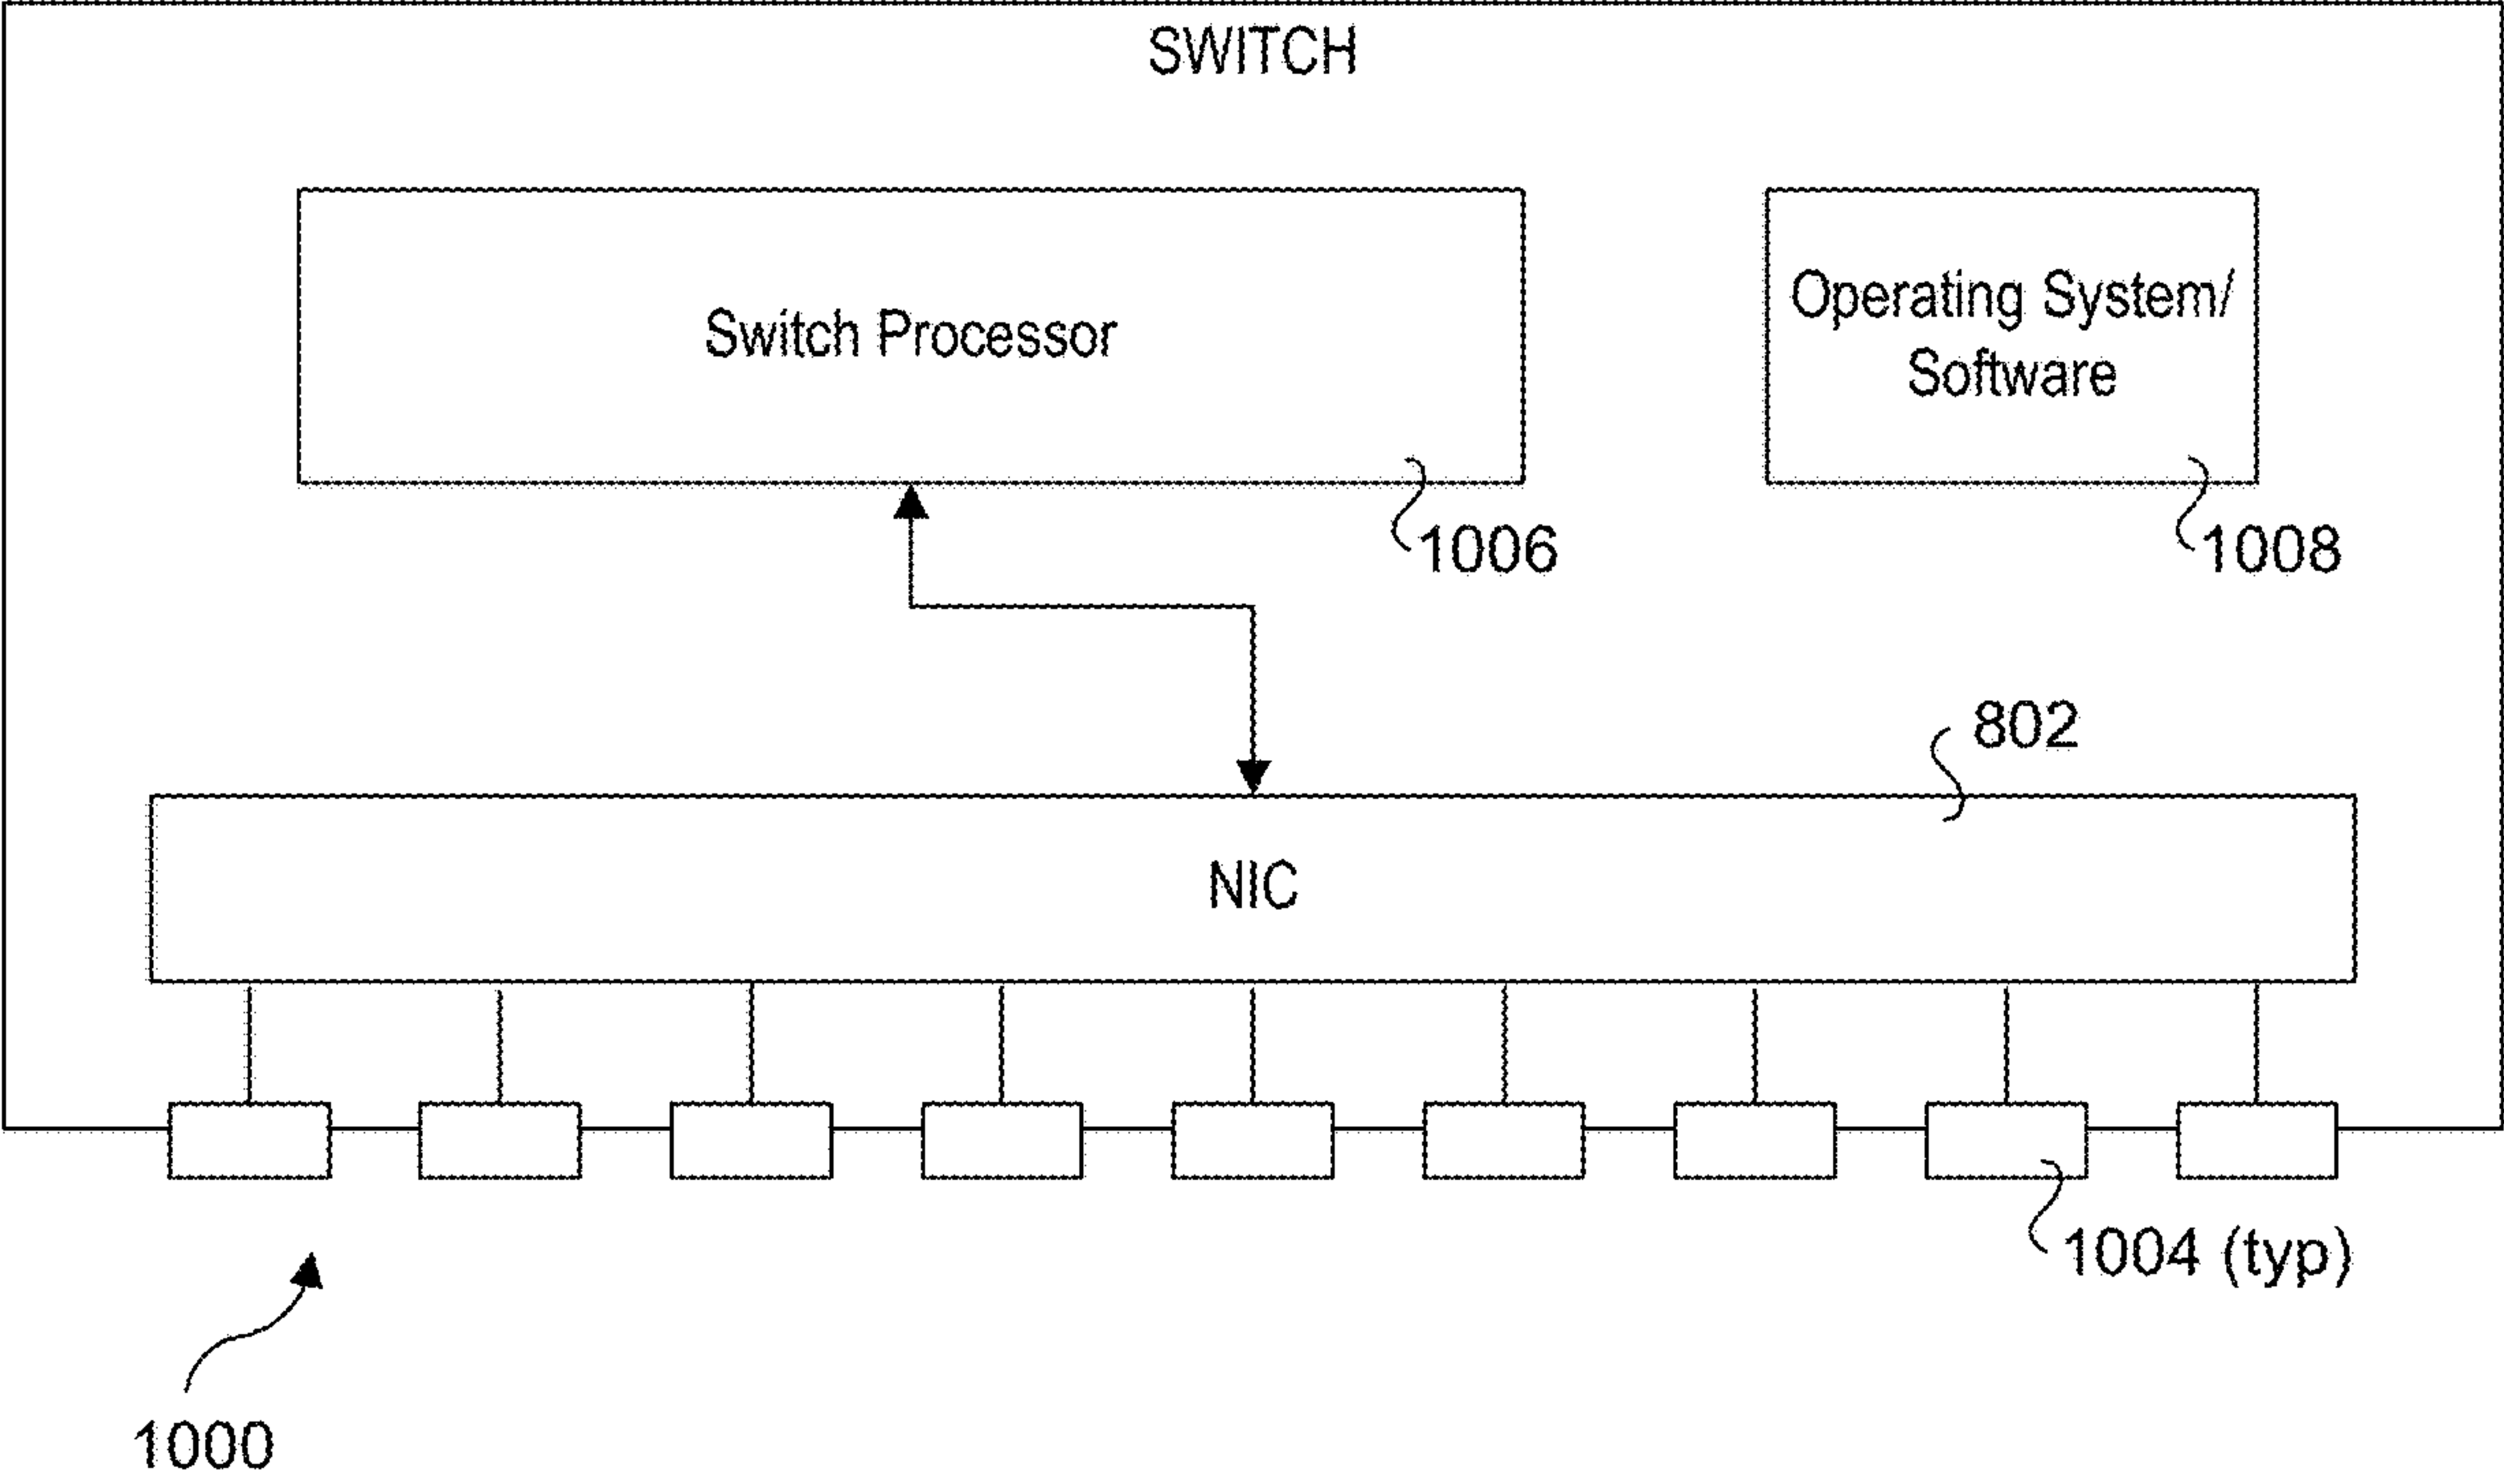 SWITCH
Switch Processor
Operating System/
Software
1006
1008
802
NIC
1004 (typ)
1000